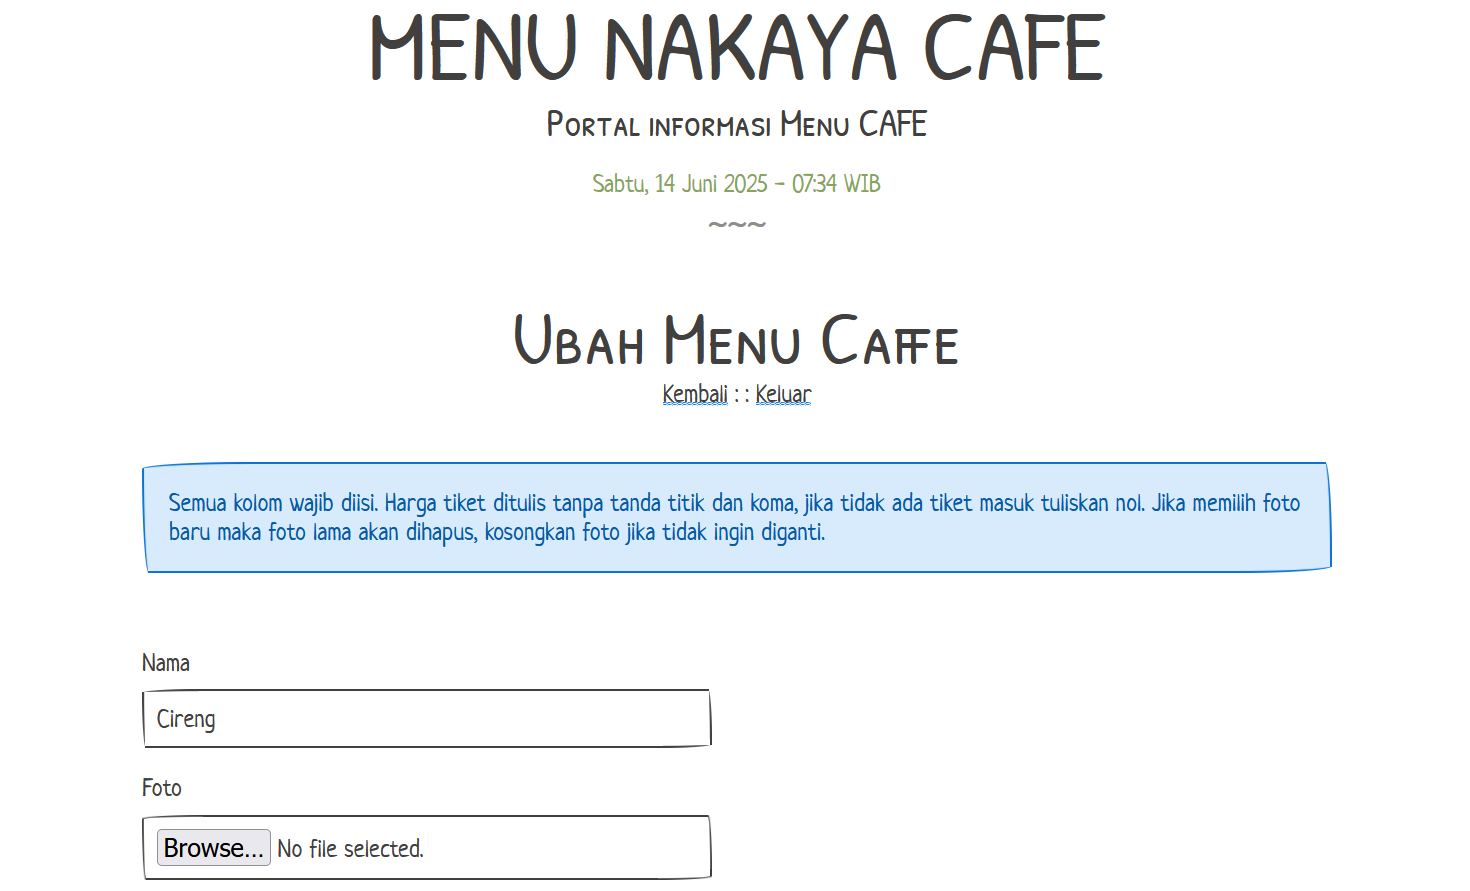 MENU NAKAYA CAFE
Portal informasi Menu CAFE
Sabtu, 14 Juni 2025 - 07:34 WIB
~~~
Ubah Menu Caffe
Kembali : : Keluar
Semua kolom wajib diisi. Harga tiket ditulis tanpa tanda titik dan koma, jika tidak ada tiket masuk tuliskan nol. Jika memilih foto
baru maka foto lama akan dihapus, kosongkan foto jika tidak ingin diganti.
Nama
Cireng
Foto
Browse... No file selected.